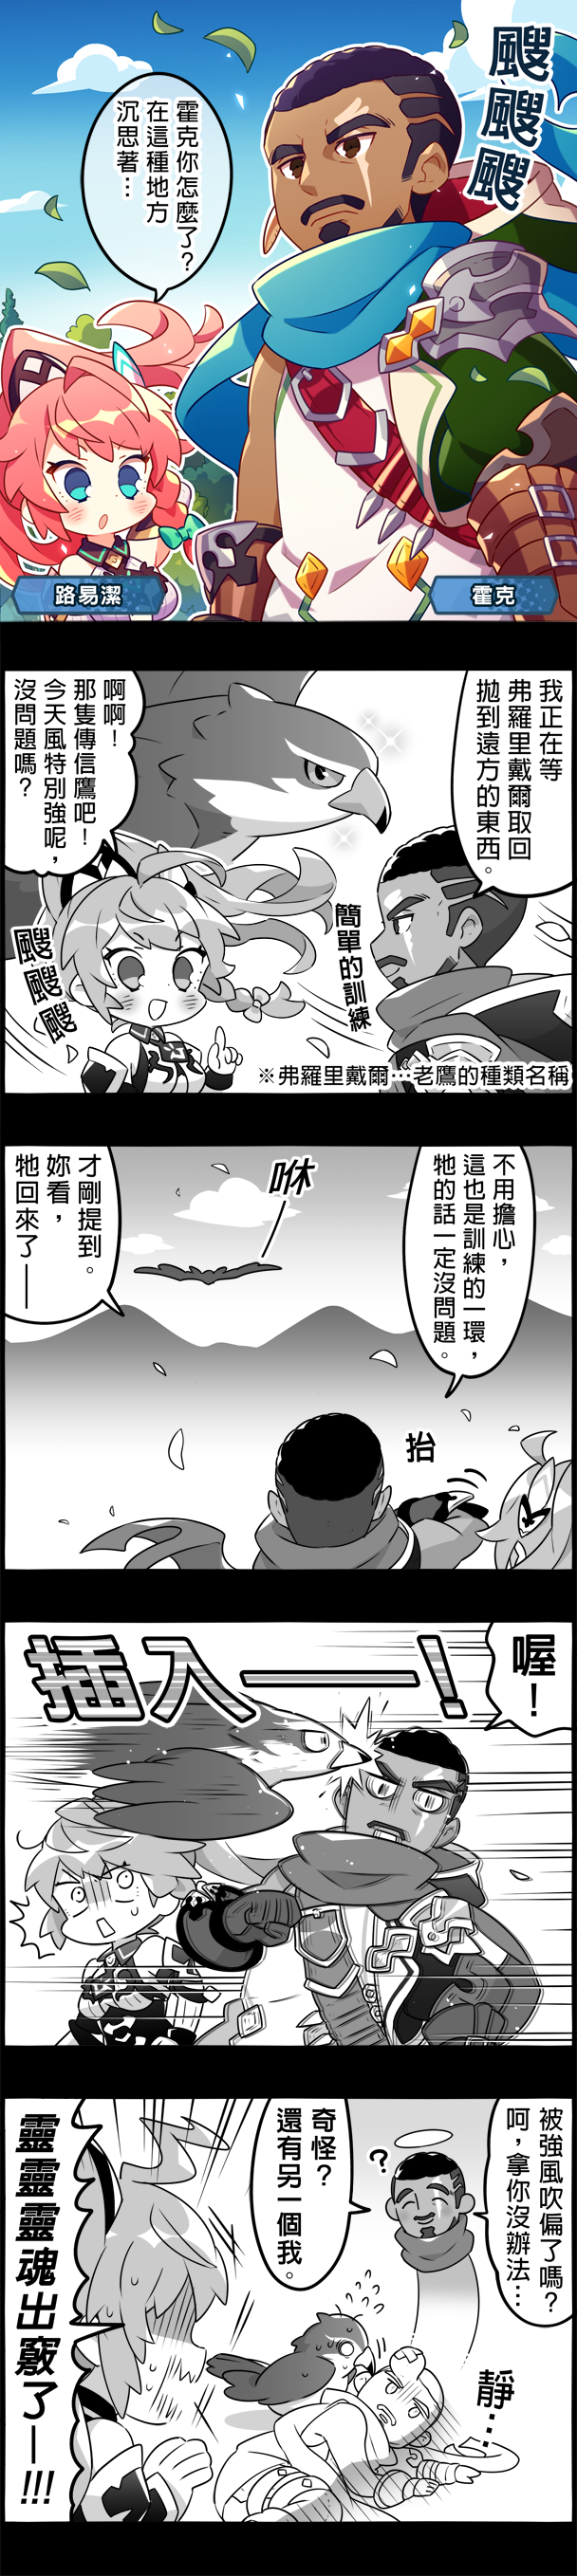 颼颼颼
霍克你怎麼了？
在這種地方
沉思著…
路易潔
霍克
我正在等
弗羅里戴爾取回
拋到遠方的東西。
簡單的訓練
啊啊！
那隻傳信鷹吧！
今天風特別強呢，
沒問題嗎？
颼颼颼
※弗羅里戴爾…老鷹的種類名稱
不用擔心，
這也是訓練的一環，
牠的話一定沒問題。
咻
抬
才剛提到。
妳看，
牠回來了——
喔！
插入——！
被強風吹偏了嗎？
呵，拿你沒辦法…
？
奇怪？
還有另一個我。
靜…
靈靈靈魂出竅了—!!!